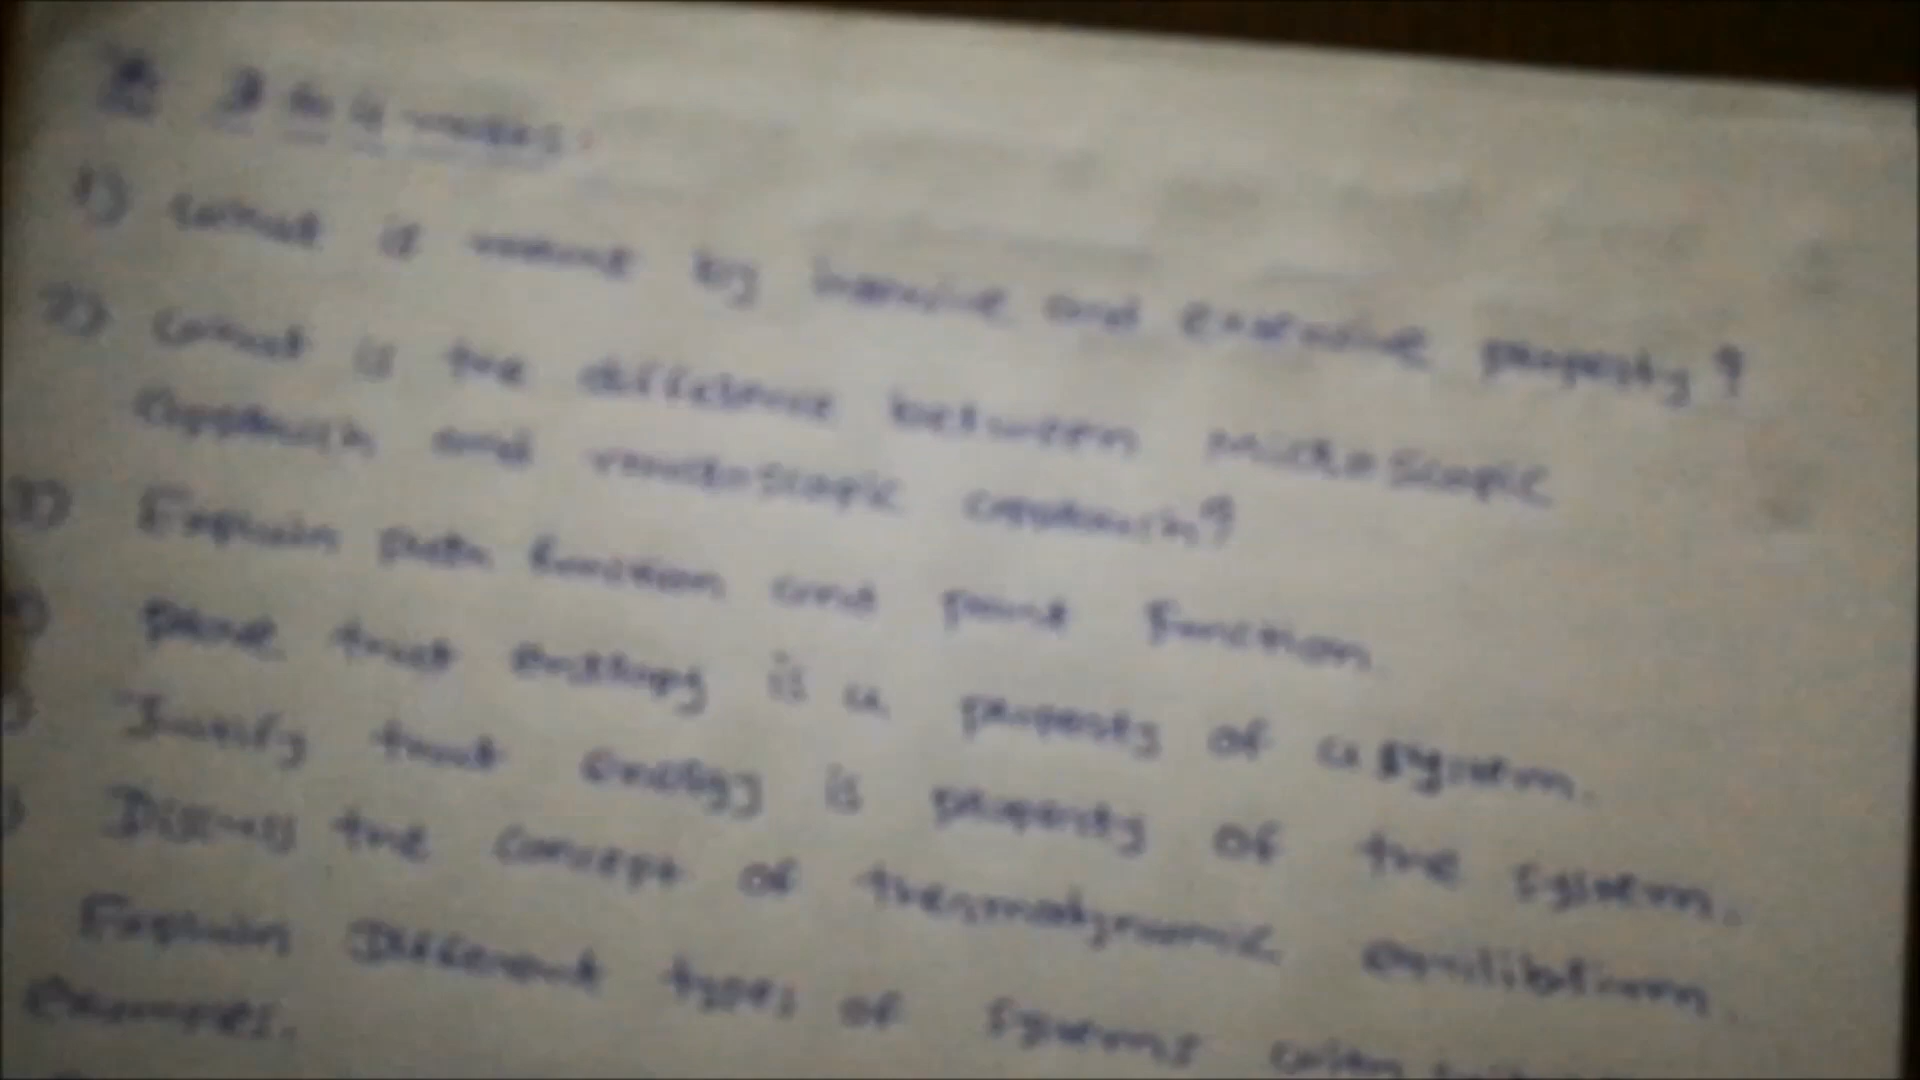 3 to 4 marks:
1) What is meant by intensive and extensive property?
2) What is the difference between Microscopic
approach and macroscopic approach?
3) Explain path function and point function.
prove that entropy is a property of a system.
Justify that energy is property of the system.
Discuss the concept of thermodynamic equilibrium.
Explain Different types of systems with
examples.